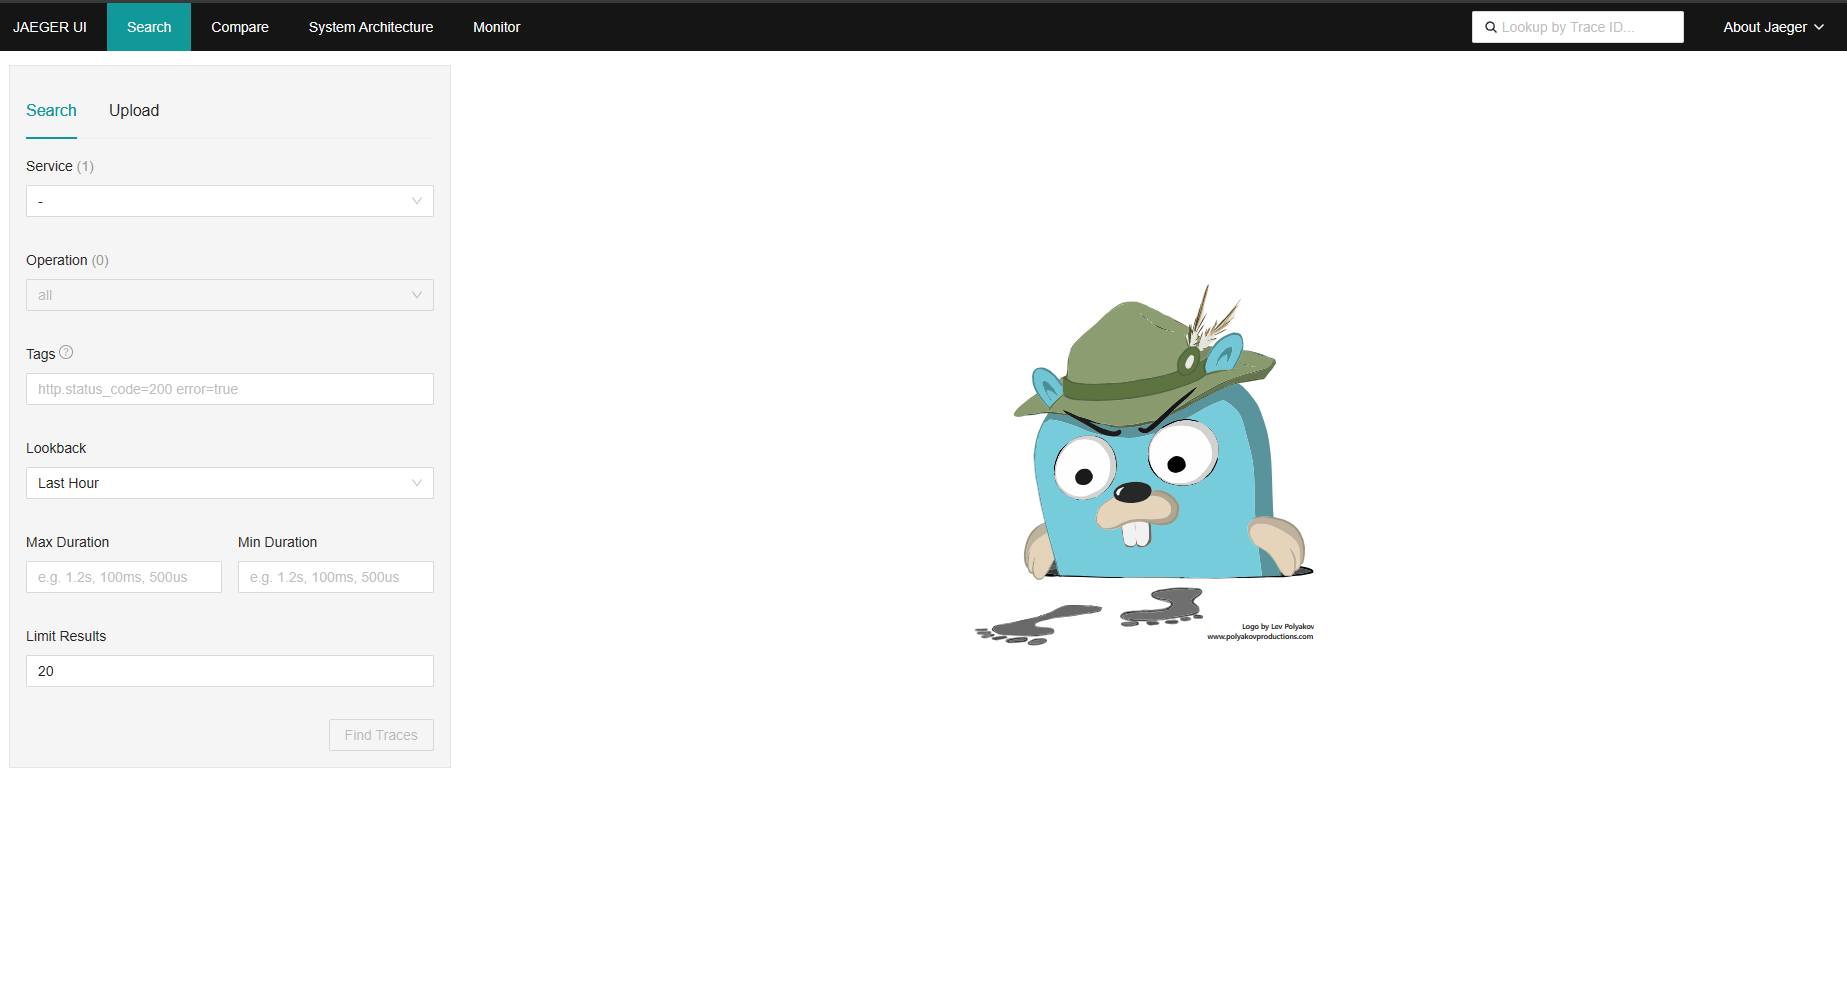 JAEGER UI Search Compare System Architecture Monitor Lookup by Trace ID... About Jaeger
Search Upload
Service (1)
-
Operation (0)
all
Tags ?
http.status_code=200 error=true
Lookback
Last Hour
Max Duration Min Duration
e.g. 1.2s, 100ms, 500us e.g. 1.2s, 100ms, 500us
Limit Results
20
Find Traces
Logo by Lev Polyakov
www.polyakovproductions.com